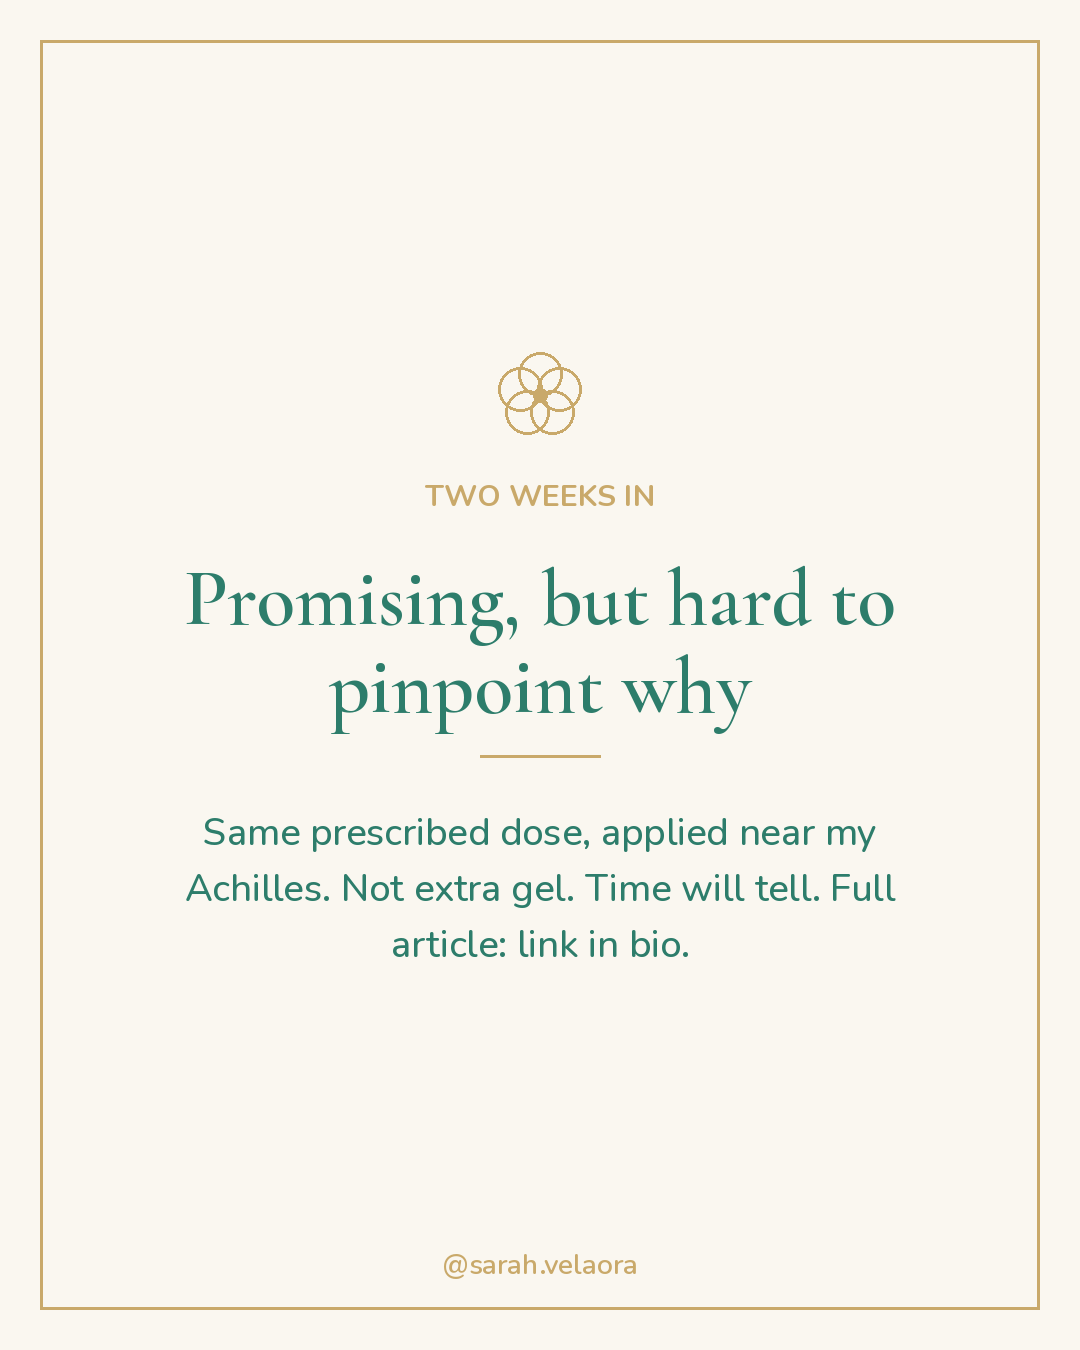 TWO WEEKS IN
Promising, but hard to
pinpoint why
Same prescribed dose, applied near my
Achilles. Not extra gel. Time will tell. Full
article: link in bio.
@sarah.velaora